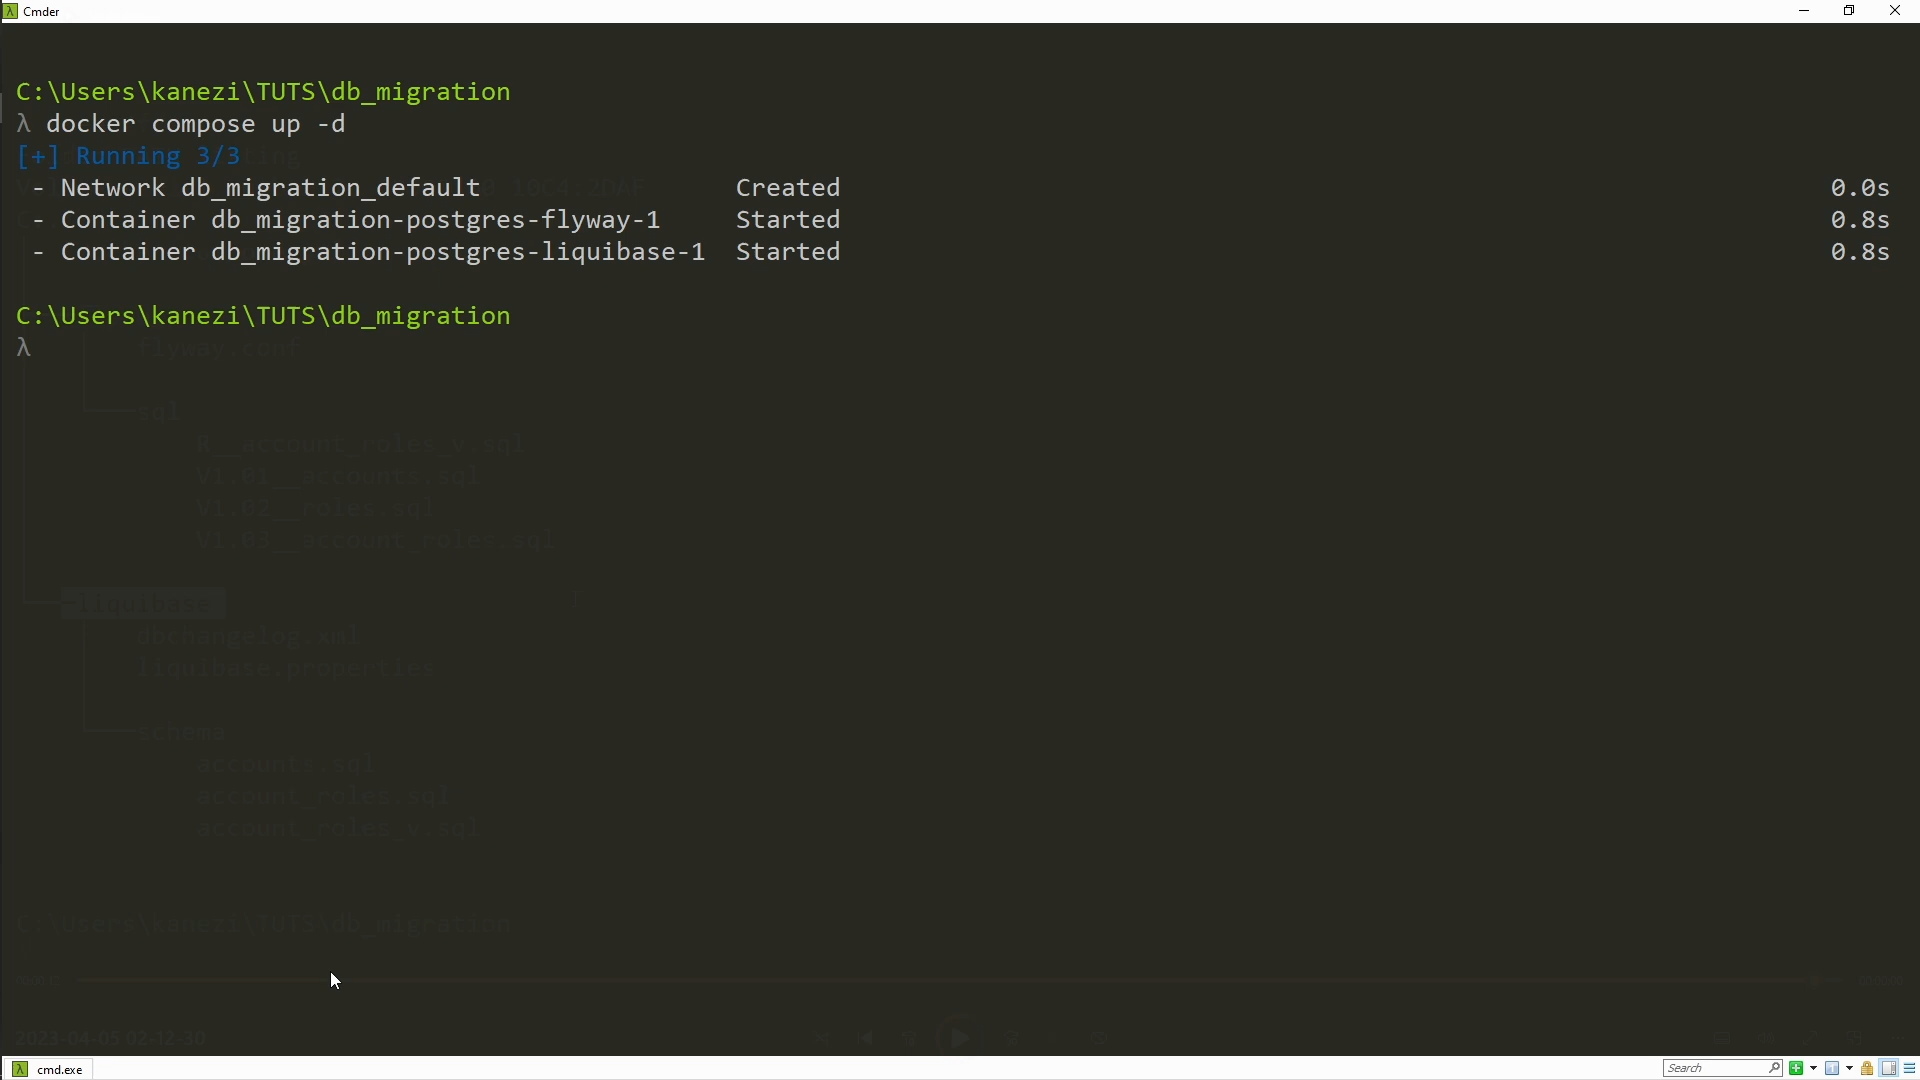 Cmder
C:\Users\kanezi\TUTS\db_migration
λ docker compose up -d
[+] Running 3/3
- Network db_migration_default Created 0.0s
- Container db_migration-postgres-flyway-1 Started 0.8s
- Container db_migration-postgres-liquibase-1 Started 0.8s
C:\Users\kanezi\TUTS\db_migration
λ
flyway.conf
sql
R__account_roles_v.sql
V1.01__accounts.sql
V1.02__roles.sql
V1.03__account_roles.sql
liquibase
dbchangelog.xml
liquibase.properties
schema
accounts.sql
account_roles.sql
account_roles_v.sql
C:\Users\kanezi\TUTS\db_migration
2023-04-05 02-12-30
cmd.exe
Search